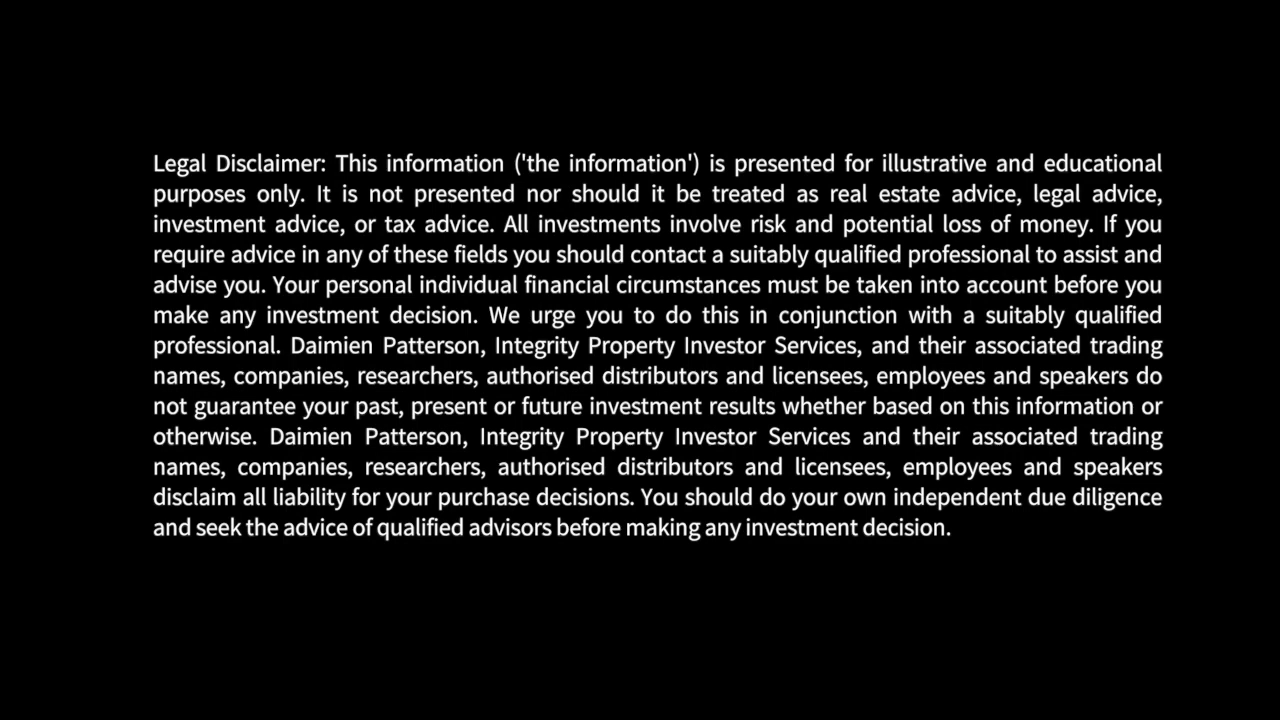 Legal Disclaimer: This information ('the information') is presented for illustrative and educational
purposes only. It is not presented nor should it be treated as real estate advice, legal advice,
investment advice, or tax advice. All investments involve risk and potential loss of money. If you
require advice in any of these fields you should contact a suitably qualified professional to assist and
advise you. Your personal individual financial circumstances must be taken into account before you
make any investment decision. We urge you to do this in conjunction with a suitably qualified
professional. Daimien Patterson, Integrity Property Investor Services, and their associated trading
names, companies, researchers, authorised distributors and licensees, employees and speakers do
not guarantee your past, present or future investment results whether based on this information or
otherwise. Daimien Patterson, Integrity Property Investor Services and their associated trading
names, companies, researchers, authorised distributors and licensees, employees and speakers
disclaim all liability for your purchase decisions. You should do your own independent due diligence
and seek the advice of qualified advisors before making any investment decision.